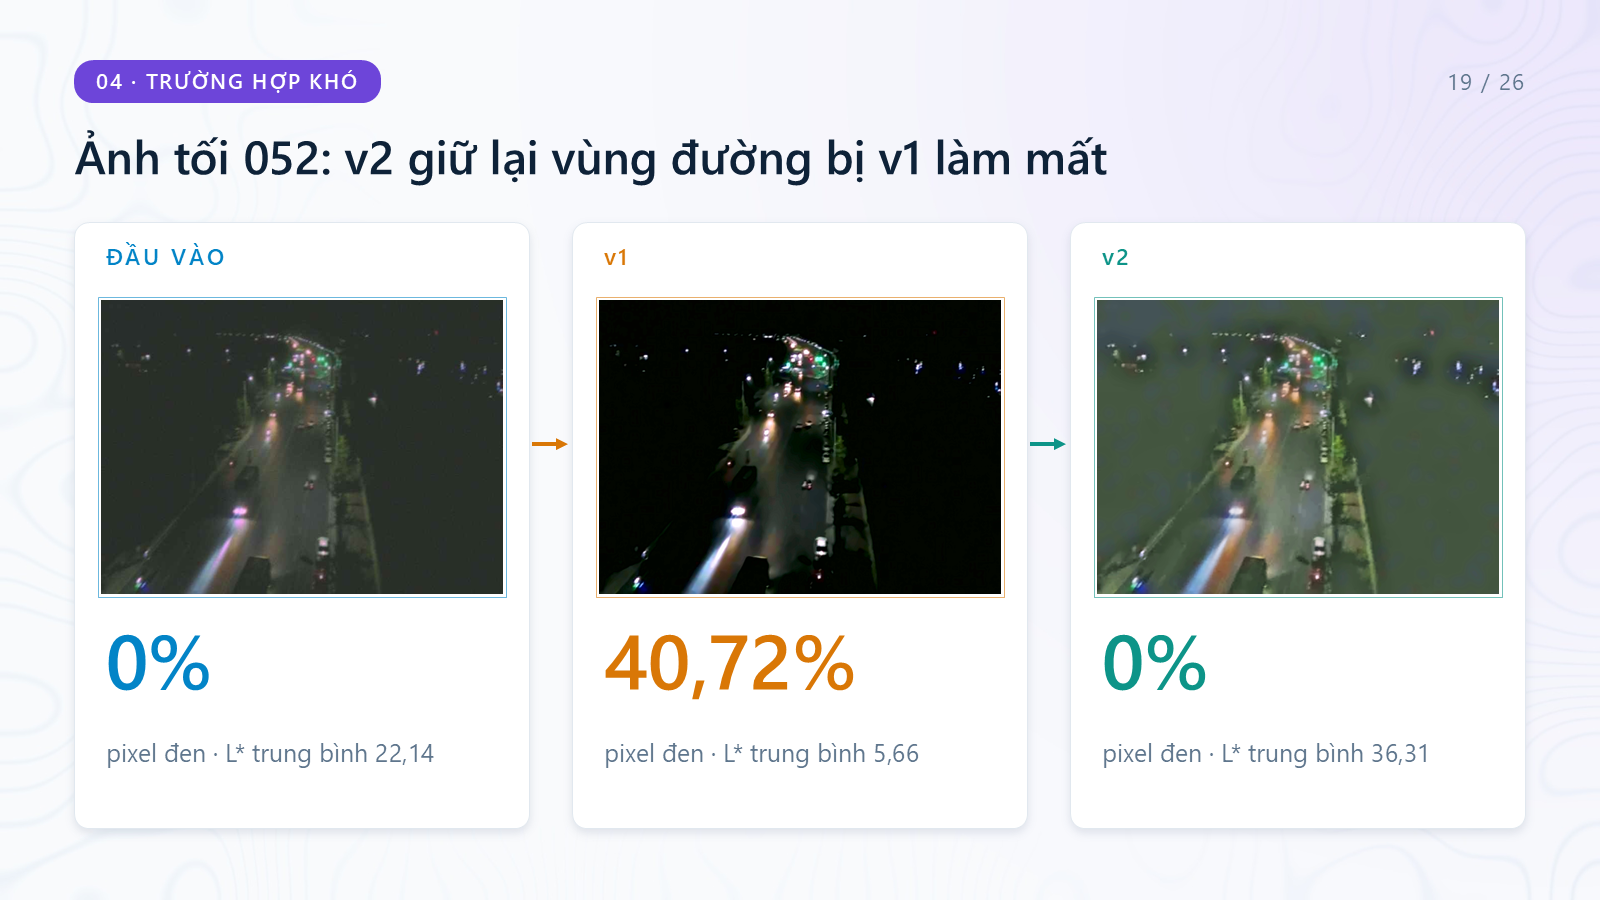 04 · TRƯỜNG HỢP KHÓ
19 / 26
Ảnh tối 052: v2 giữ lại vùng đường bị v1 làm mất
ĐẦU VÀO
0%
pixel đen · L* trung bình 22,14
v1
40,72%
pixel đen · L* trung bình 5,66
v2
0%
pixel đen · L* trung bình 36,31